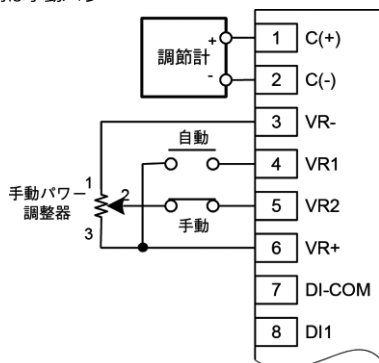 調節計
+
-
1 C(+)
2 C(-)
3 VR-
自動
4 VR1
手動パワー
調整器
1
2
3
5 VR2
手動
6 VR+
7 DI-COM
8 DI1